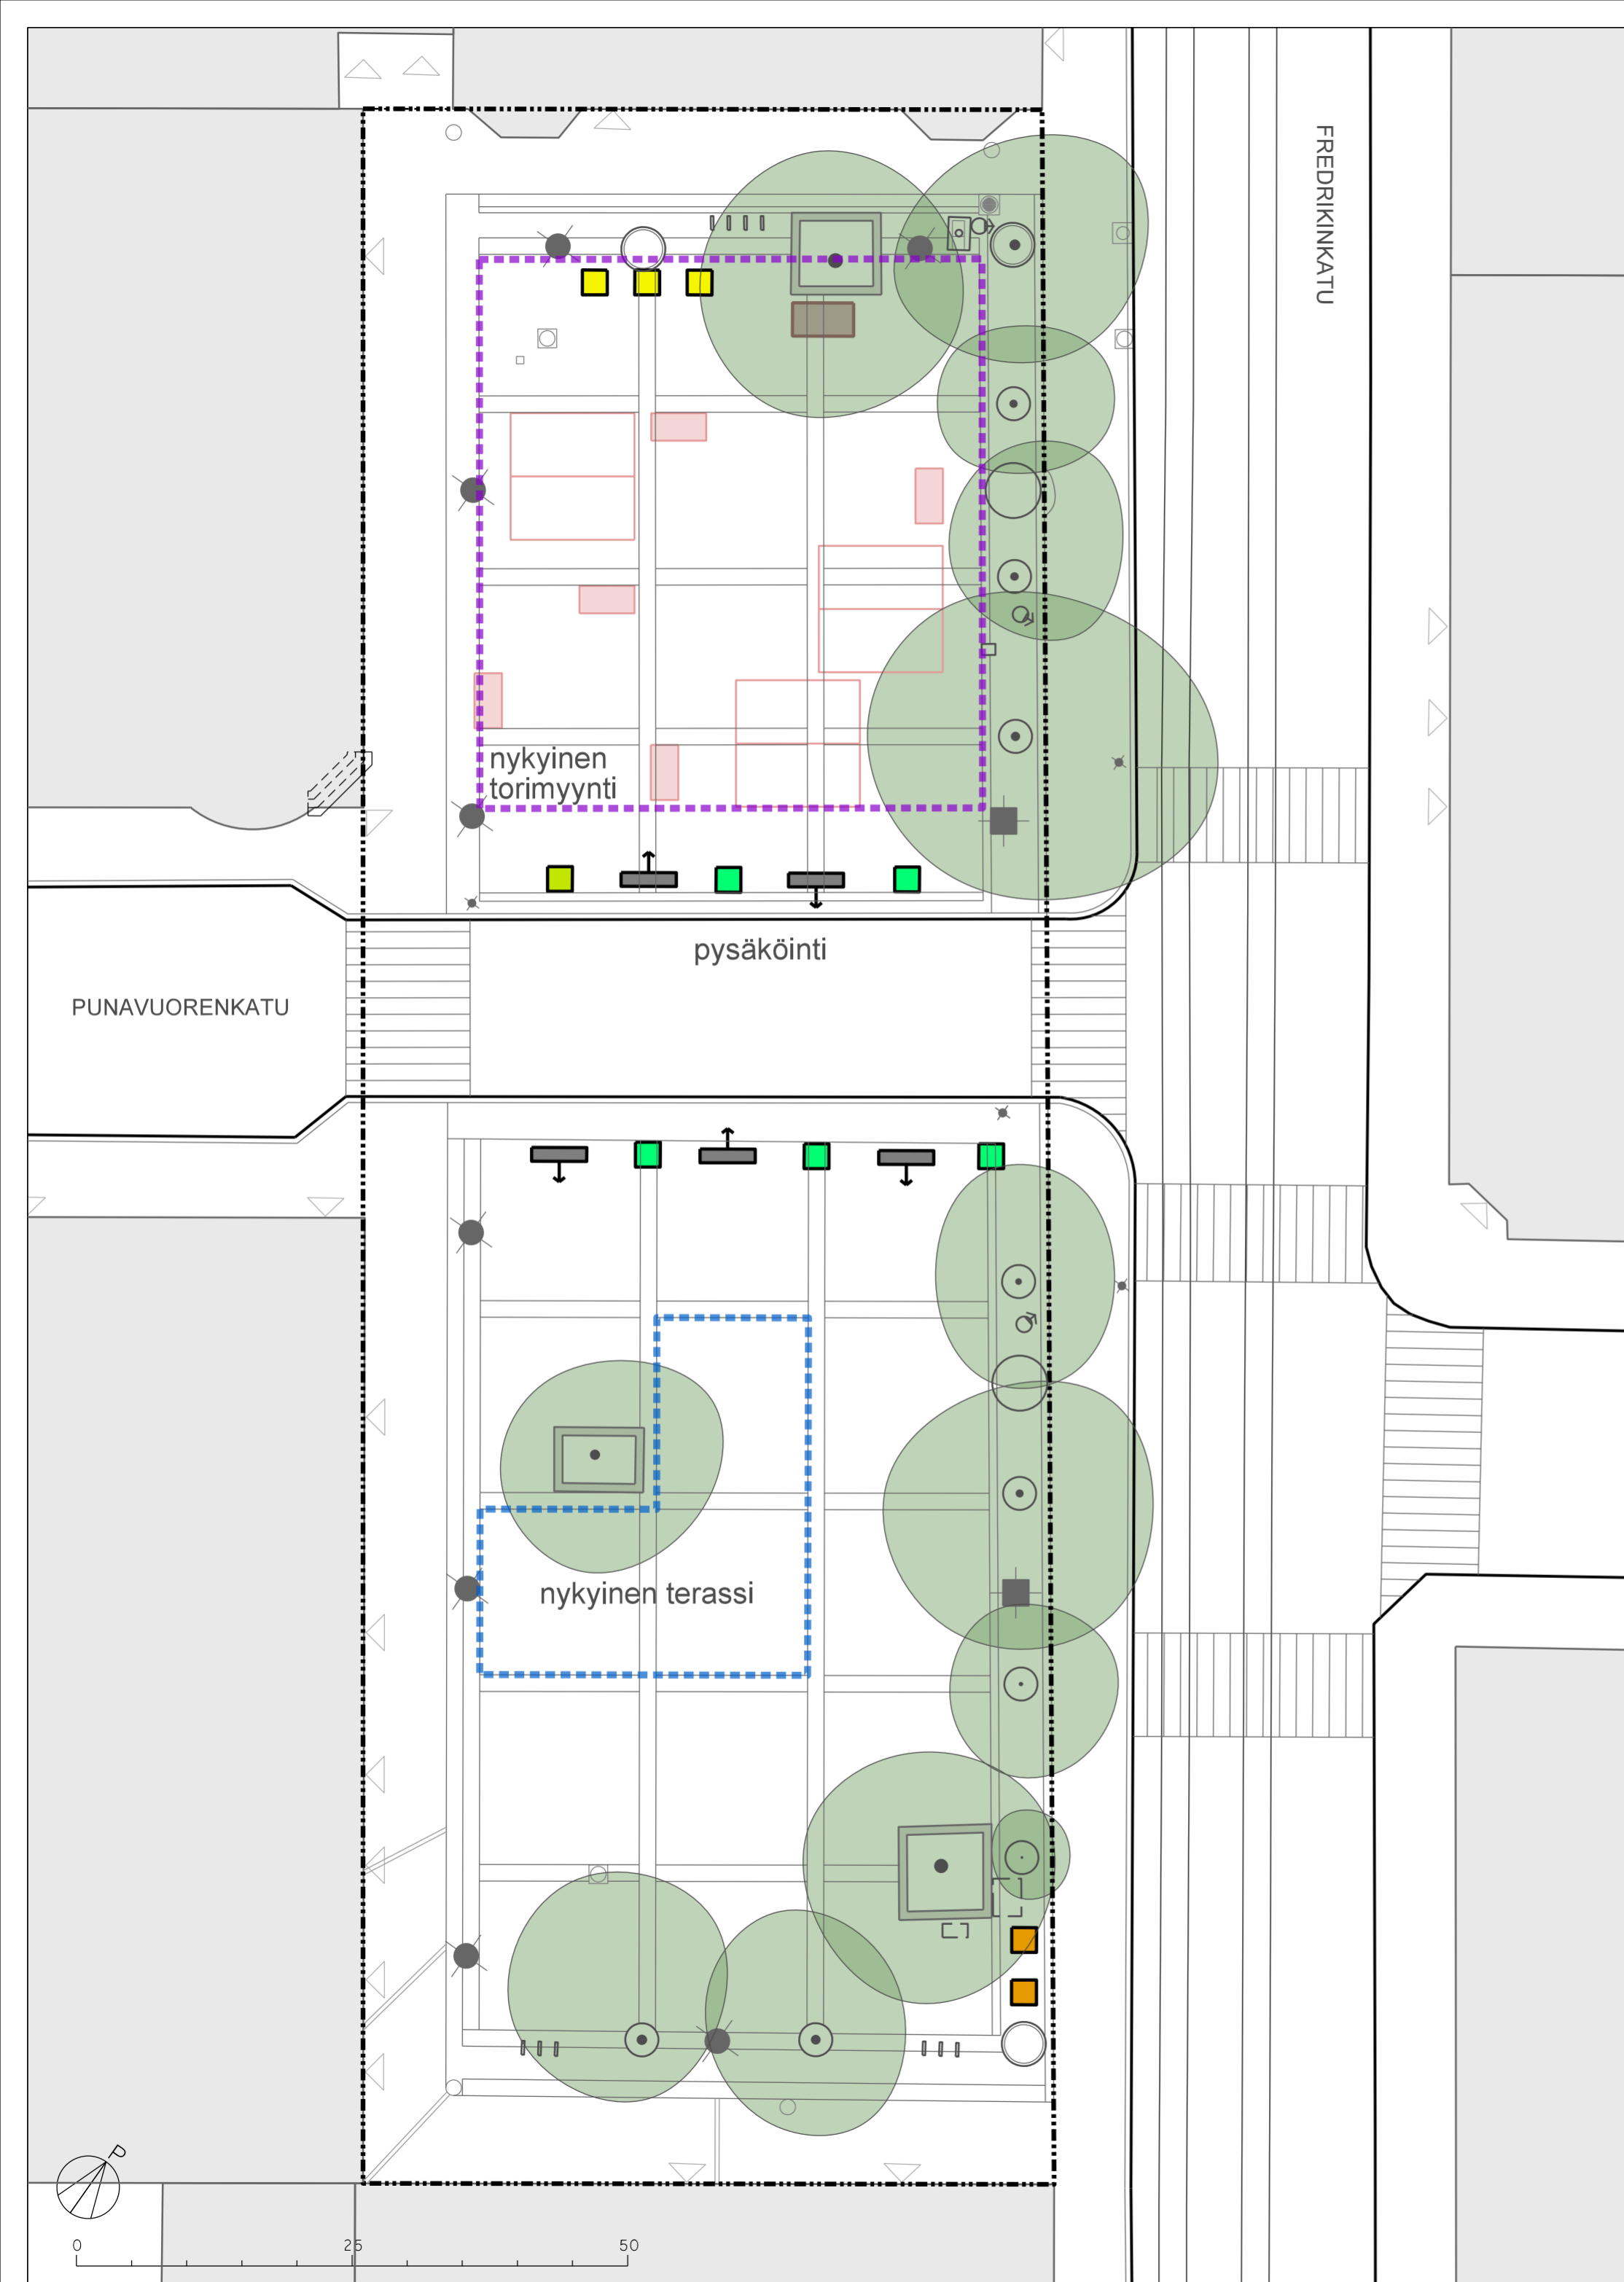 FREDRIKINKATU
nykyinen
torimyynti
pysäköinti
PUNAVUORENKATU
nykyinen terassi
P
0 25 50